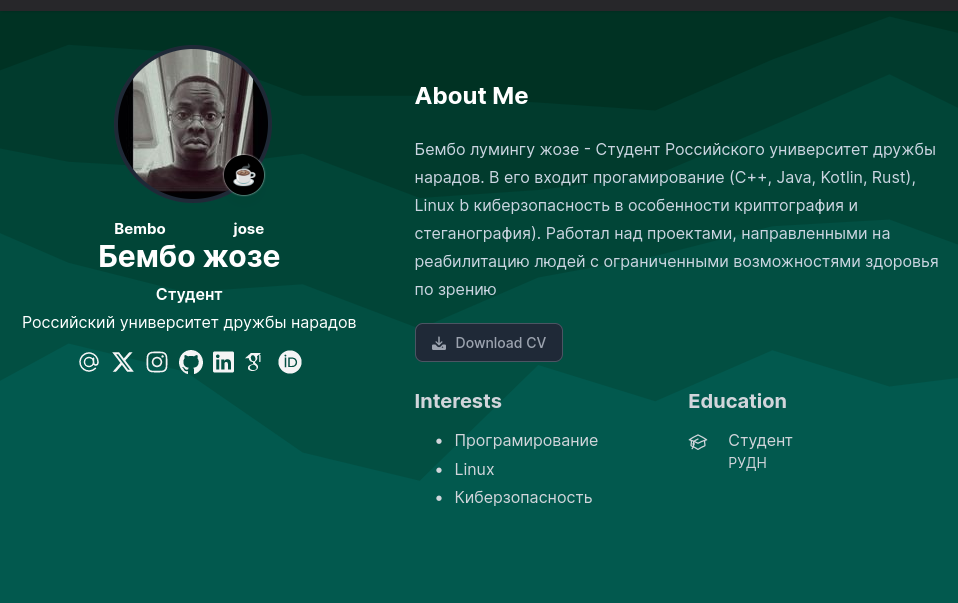 Bembo jose
Бембо жозе
Студент
Российский университет дружбы нарадов
About Me
Бембо лумингу жозе - Студент Российского университет дружбы
нарадов. В его входит прогамирование (C++, Java, Kotlin, Rust),
Linux b киберзопасность в особенности криптография и
стеганография). Работал над проектами, направленными на
реабилитацию людей с ограниченными возможностями здоровья
по зрению
Download CV
Interests
Програмирование
Linux
Киберзопасность
Education
Студент
РУДН